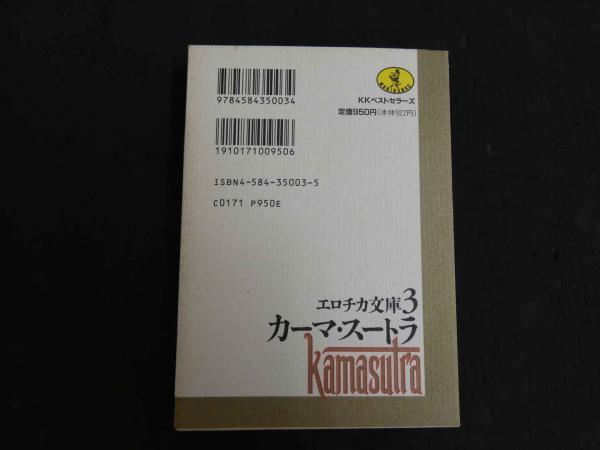 9784584350034
1910171009506
ISBN4-584-35003-5
C0171 P950E
KKベストセラーズ
定価950円(本体922円)
エロチカ文庫3
カーマ・スートラ
kamasutra